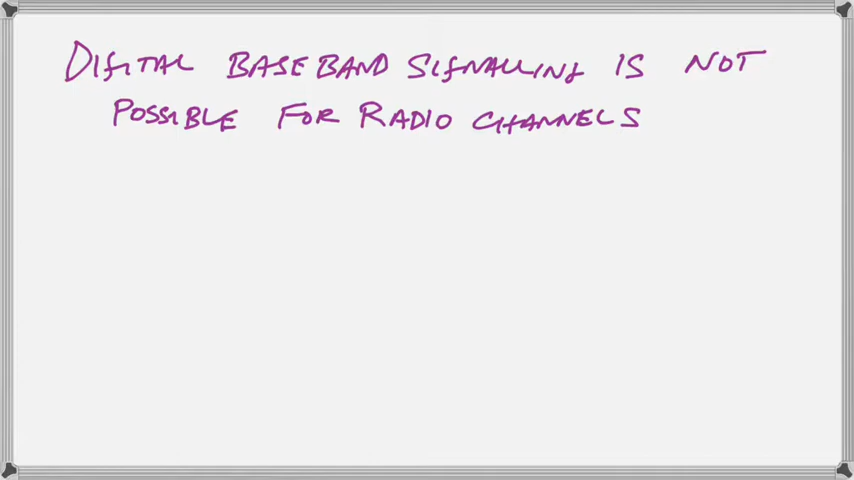 DIGITAL BASEBAND SIGNALLING IS NOT
POSSIBLE FOR RADIO CHANNELS